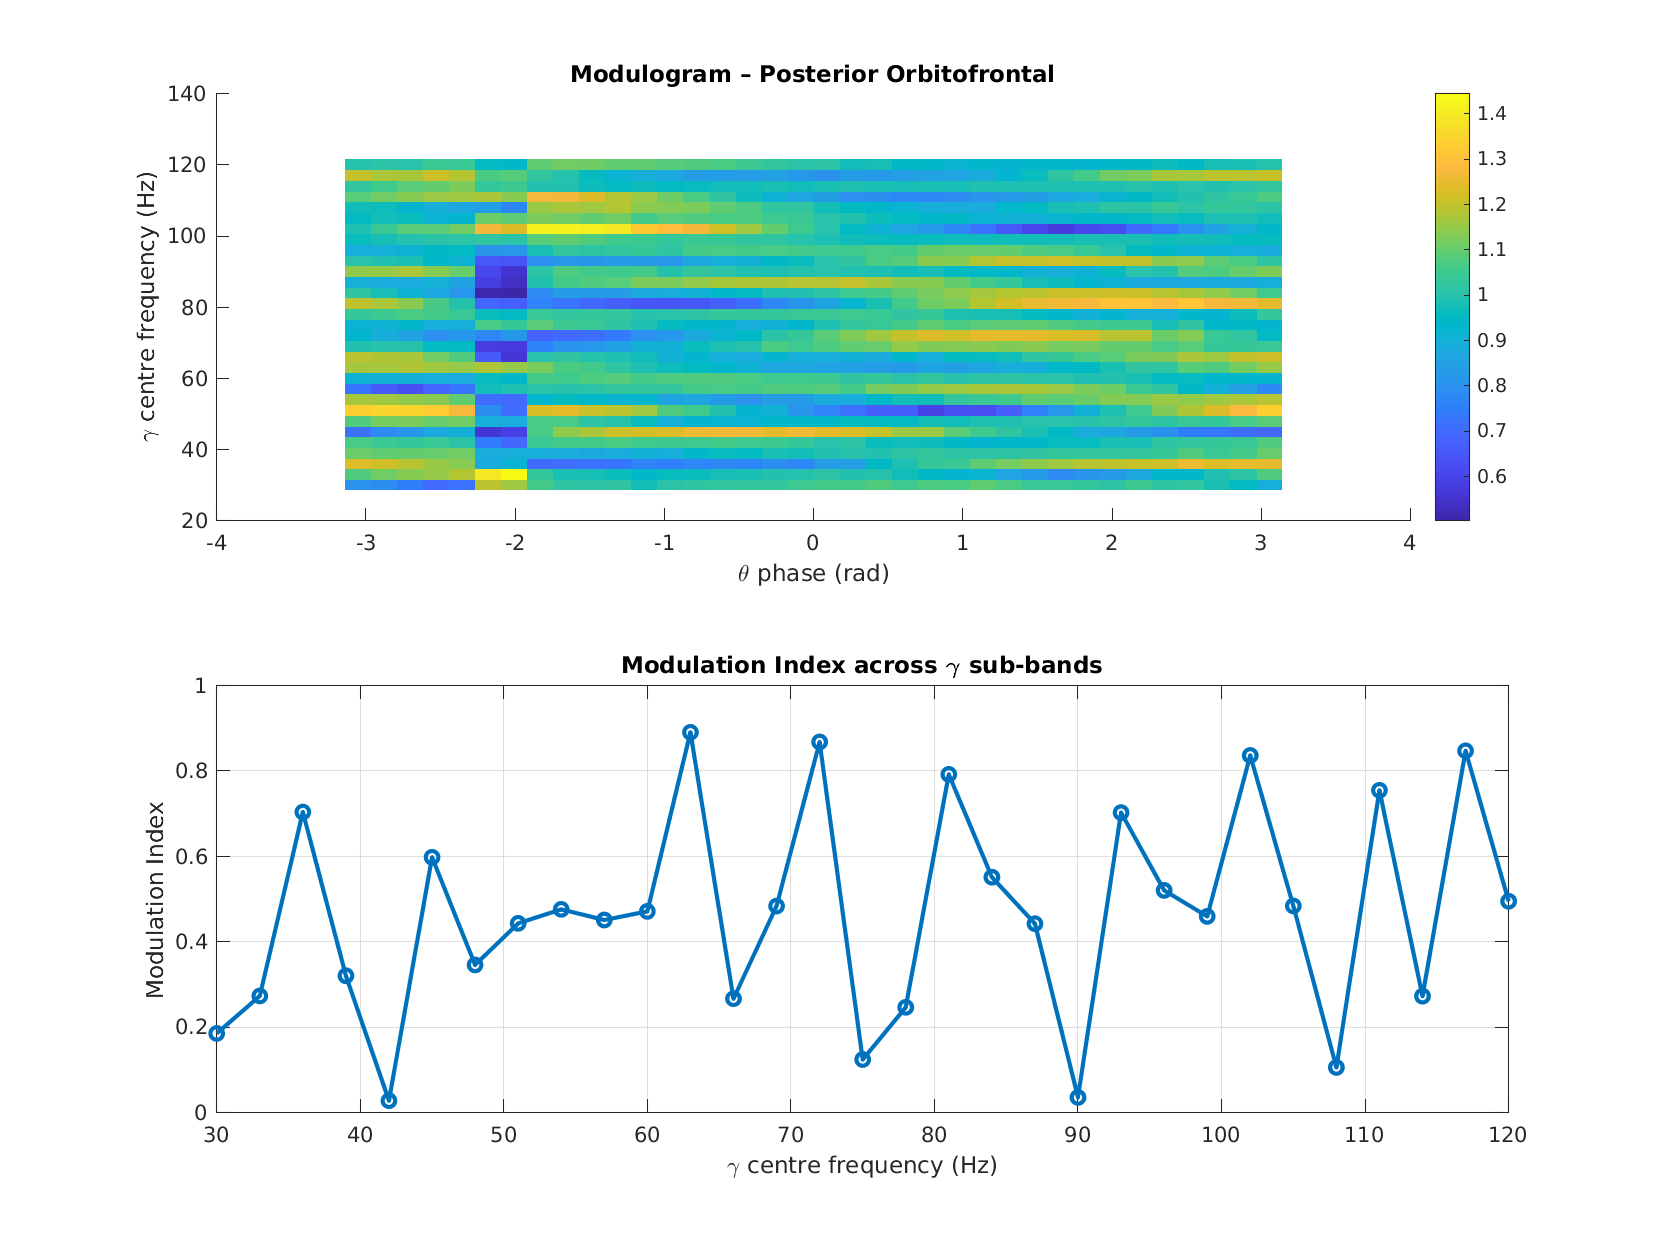 Modulogram – Posterior Orbitofrontal
140
120
100
80
60
40
20
γ centre frequency (Hz)
-4 -3 -2 -1 0 1 2 3 4
θ phase (rad)
1.4
1.3
1.2
1.1
1
0.9
0.8
0.7
0.6
Modulation Index across γ sub-bands
1
0.8
0.6
0.4
0.2
0
Modulation Index
30 40 50 60 70 80 90 100 110 120
γ centre frequency (Hz)